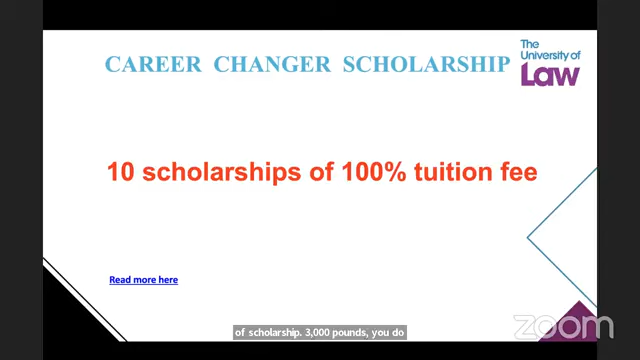 CAREER CHANGER SCHOLARSHIP
The
University of
Law
10 scholarships of 100% tuition fee
Read more here
of scholarship. 3,000 pounds, you do
zoom